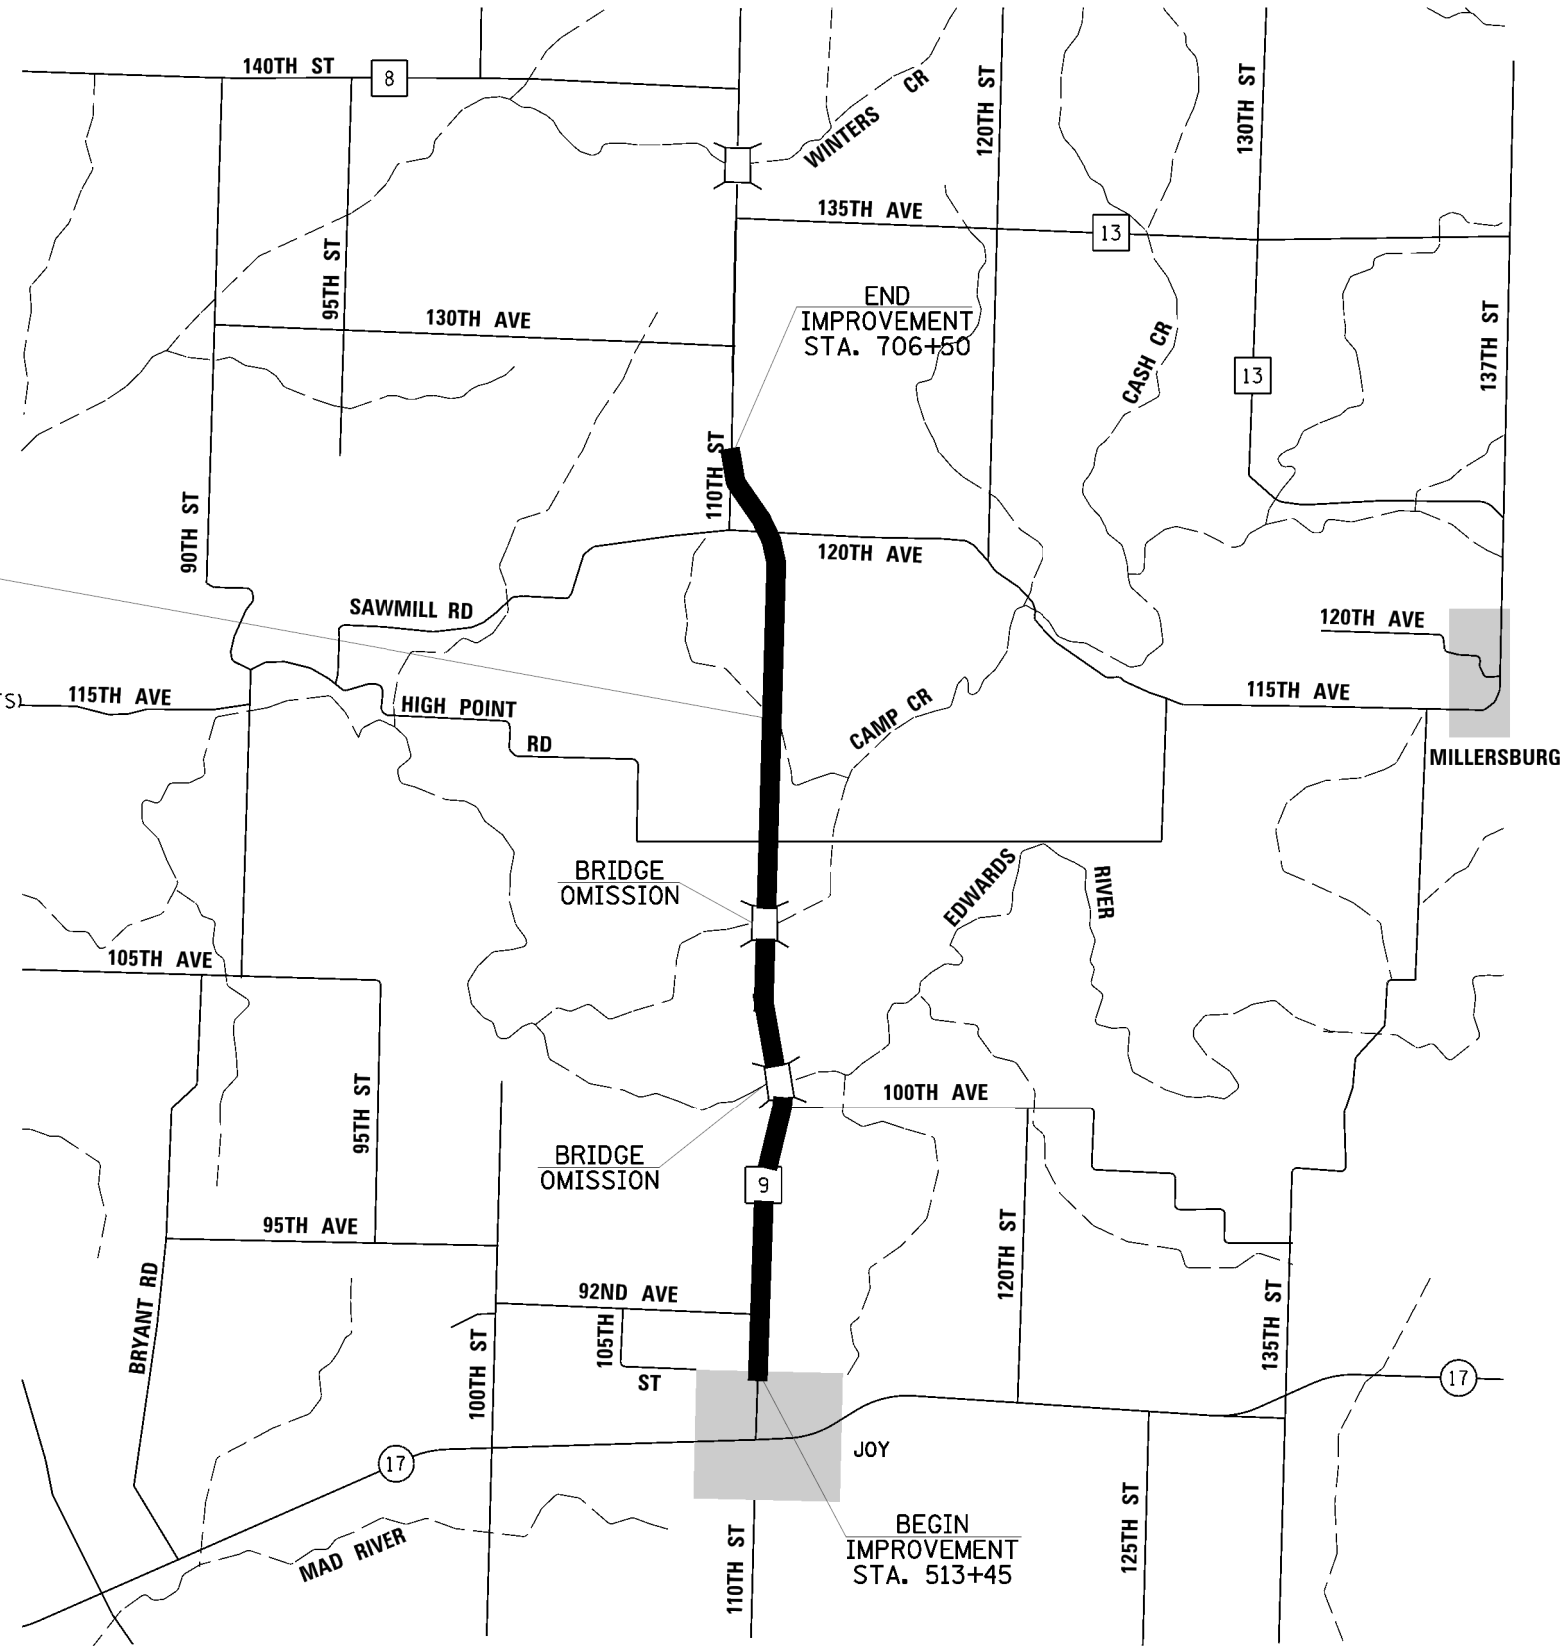 140TH ST
8
WINTERS CR
120TH ST
130TH ST
135TH AVE
13
95TH ST
130TH AVE
END
IMPROVEMENT
STA. 706+50
CASH CR
13
137TH ST
110TH ST
90TH ST
120TH AVE
SAWMILL RD
120TH AVE
TS)
115TH AVE
HIGH POINT
RD
CAMP CR
115TH AVE
MILLERSBURG
BRIDGE
OMISSION
EDWARDS
RIVER
105TH AVE
95TH ST
100TH AVE
BRIDGE
OMISSION
9
95TH AVE
120TH ST
BRYANT RD
92ND AVE
105TH
ST
100TH ST
135TH ST
17
JOY
17
MAD RIVER
110TH ST
BEGIN
IMPROVEMENT
STA. 513+45
125TH ST